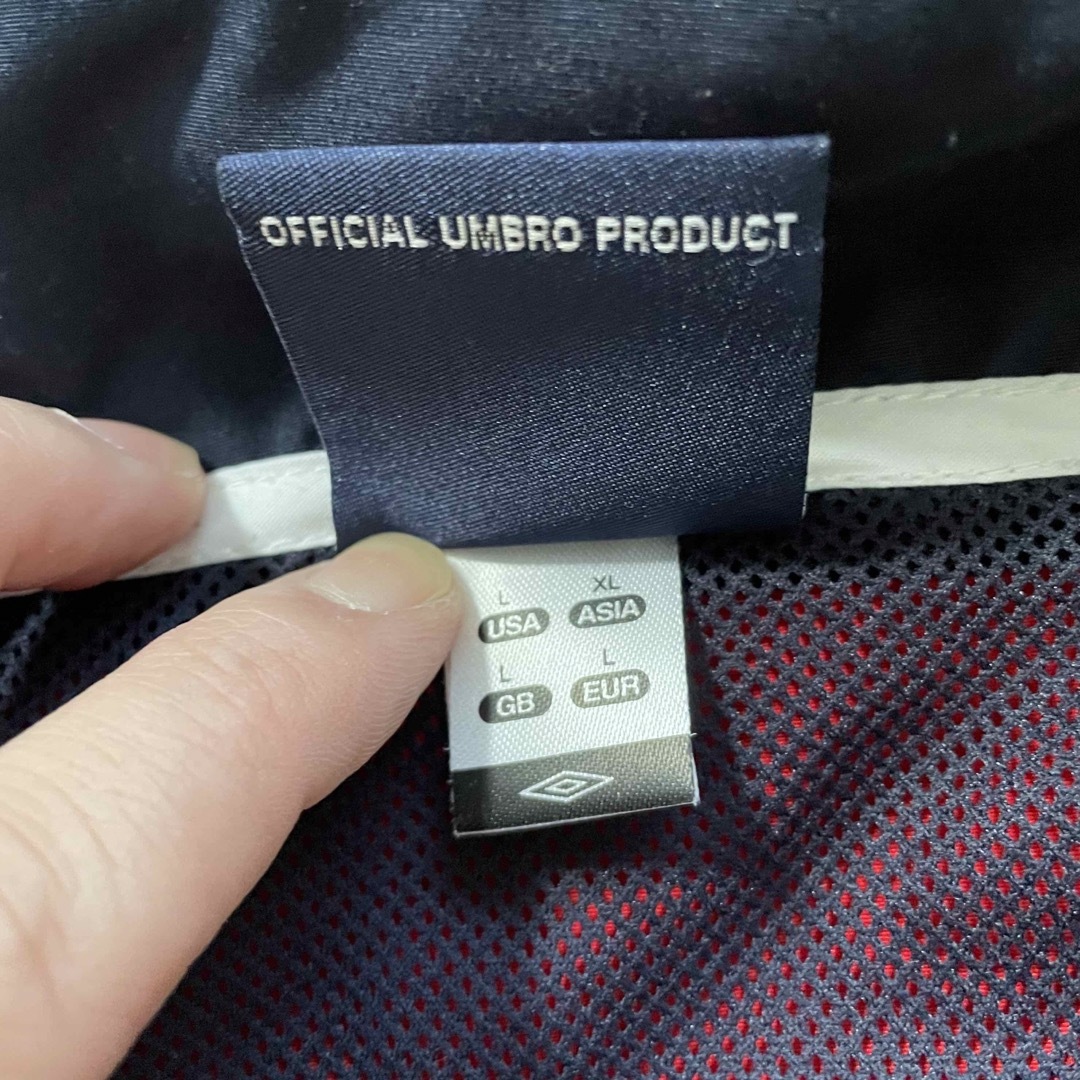 OFFICIAL UMBRO PRODUCT
L XL
USA ASIA
L L
GB EUR